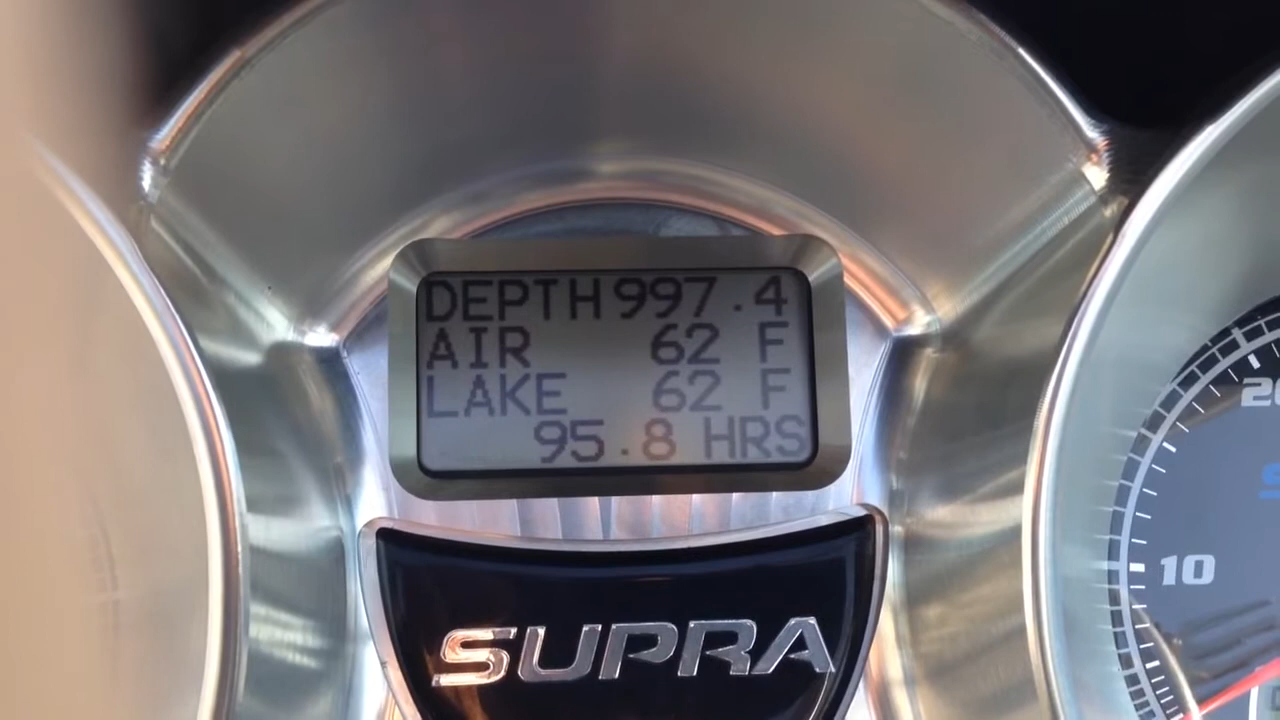 DEPTH 997.4
AIR 62 F
LAKE 62 F
95.8 HRS
SUPRA
10